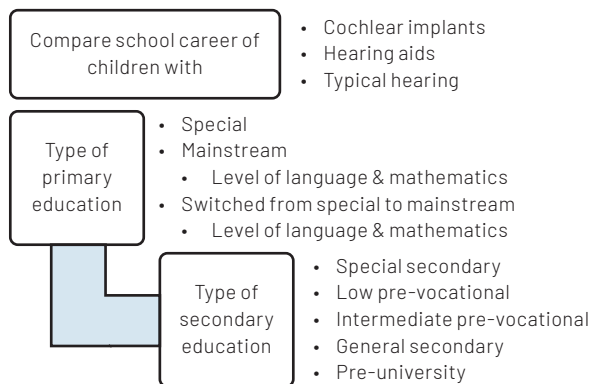 Compare school career of
children with
• Cochlear implants
• Hearing aids
• Typical hearing
Type of
primary
education
• Special
• Mainstream
• Level of language & mathematics
• Switched from special to mainstream
• Level of language & mathematics
Type of
secondary
education
• Special secondary
• Low pre-vocational
• Intermediate pre-vocational
• General secondary
• Pre-university